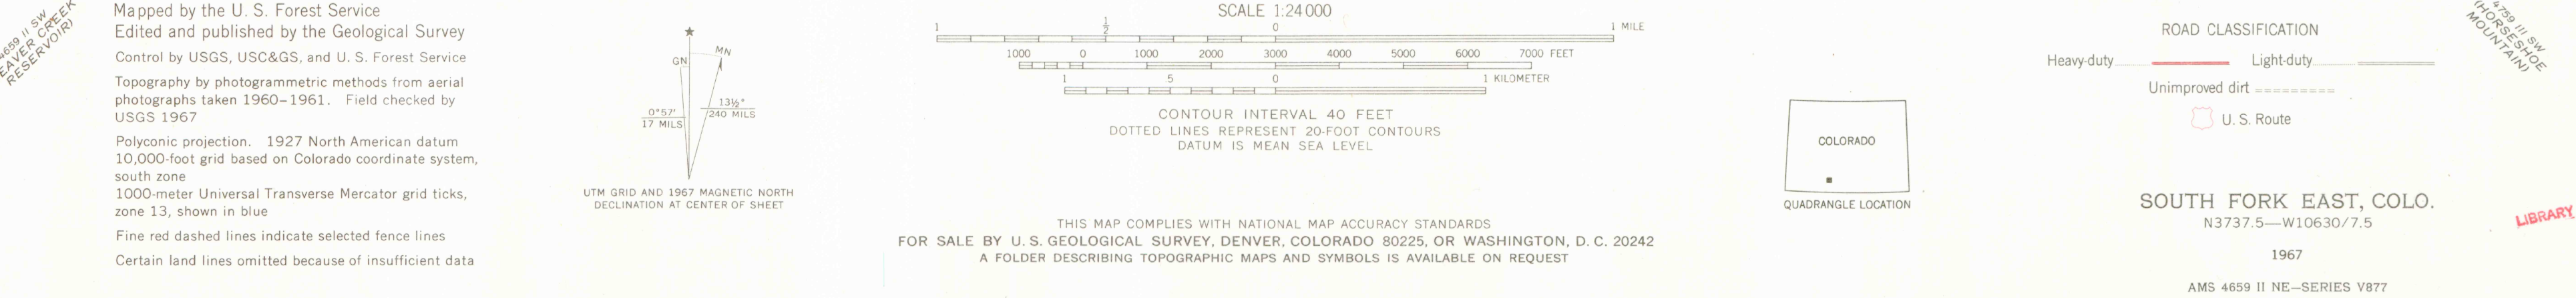 4659 II SW
RESERVOIR)
Mapped by the U. S. Forest Service
Edited and published by the Geological Survey
Control by USGS, USC&GS, and U. S. Forest Service
Topography by photogrammetric methods from aerial
photographs taken 1960–1961. Field checked by
USGS 1967
Polyconic projection. 1927 North American datum
10,000-foot grid based on Colorado coordinate system,
south zone
1000-meter Universal Transverse Mercator grid ticks,
zone 13, shown in blue
Fine red dashed lines indicate selected fence lines
Certain land lines omitted because of insufficient data
MN
GN
0°57'
17 MILS
13½°
240 MILS
UTM GRID AND 1967 MAGNETIC NORTH
DECLINATION AT CENTER OF SHEET
SCALE 1:24 000
1 ½ 0 1 MILE
1000 0 1000 2000 3000 4000 5000 6000 7000 FEET
1 .5 0 1 KILOMETER
CONTOUR INTERVAL 40 FEET
DOTTED LINES REPRESENT 20-FOOT CONTOURS
DATUM IS MEAN SEA LEVEL
THIS MAP COMPLIES WITH NATIONAL MAP ACCURACY STANDARDS
FOR SALE BY U. S. GEOLOGICAL SURVEY, DENVER, COLORADO 80225, OR WASHINGTON, D. C. 20242
A FOLDER DESCRIBING TOPOGRAPHIC MAPS AND SYMBOLS IS AVAILABLE ON REQUEST
COLORADO
QUADRANGLE LOCATION
ROAD CLASSIFICATION
Heavy-duty Light-duty
Unimproved dirt
U. S. Route
SOUTH FORK EAST, COLO.
N3737.5—W10630/7.5
1967
AMS 4659 II NE—SERIES V877
4759 III SW
(HORSESHOE
MOUNTAIN)
LIBRARY